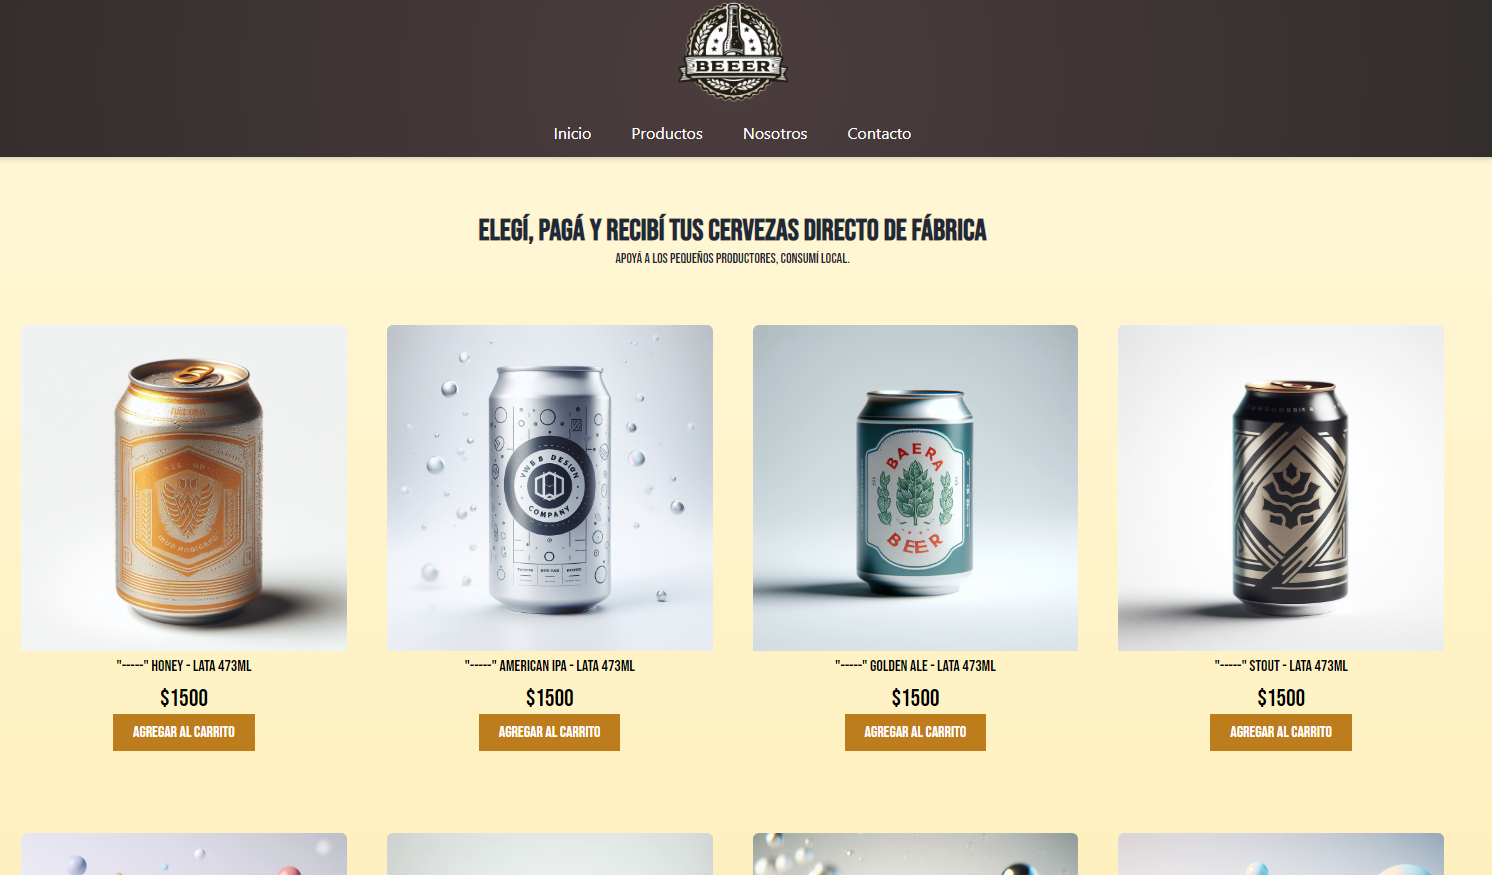 BEEER
Inicio Productos Nosotros Contacto
ELEGÍ, PAGÁ Y RECIBÍ TUS CERVEZAS DIRECTO DE FÁBRICA
APOYÁ A LOS PEQUEÑOS PRODUCTORES, CONSUMÍ LOCAL.
VWB B DESIGN
COMPANY
BAERA
BEER
"-----" HONEY - LATA 473ML
$1500
AGREGAR AL CARRITO
"-----" AMERICAN IPA - LATA 473ML
$1500
AGREGAR AL CARRITO
"-----" GOLDEN ALE - LATA 473ML
$1500
AGREGAR AL CARRITO
"-----" STOUT - LATA 473ML
$1500
AGREGAR AL CARRITO